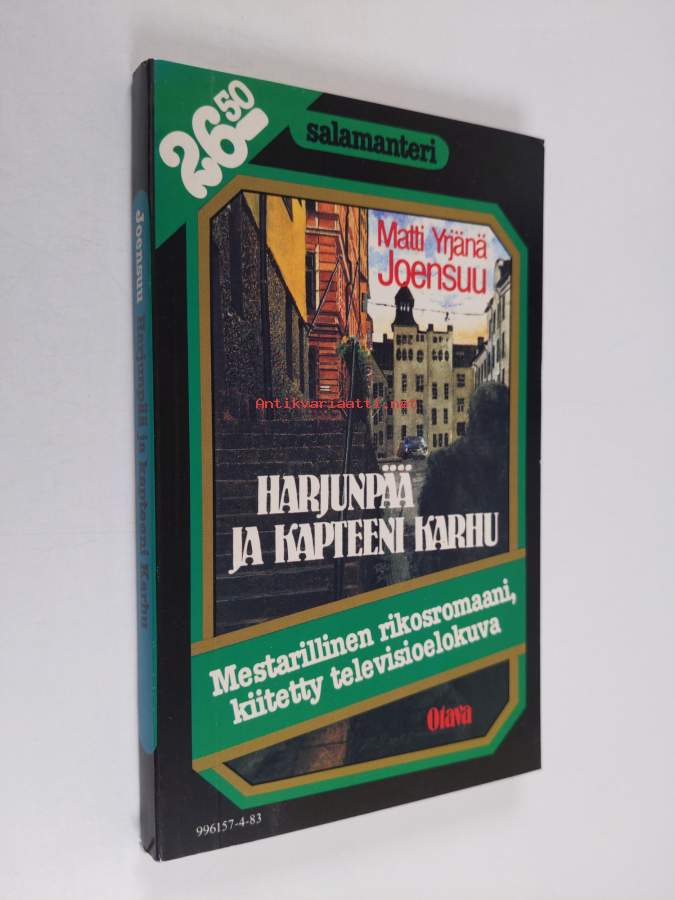 26.50
salamanteri
Matti Yrjänä
Joensuu
Antikvariaatti.net
HARJUNPÄÄ
JA KAPTEENI KARHU
Mestarillinen rikosromaani,
kiitetty televisioelokuva
Otava
996157-4-83
Joensuu Harjunpää ja kapteeni Karhu